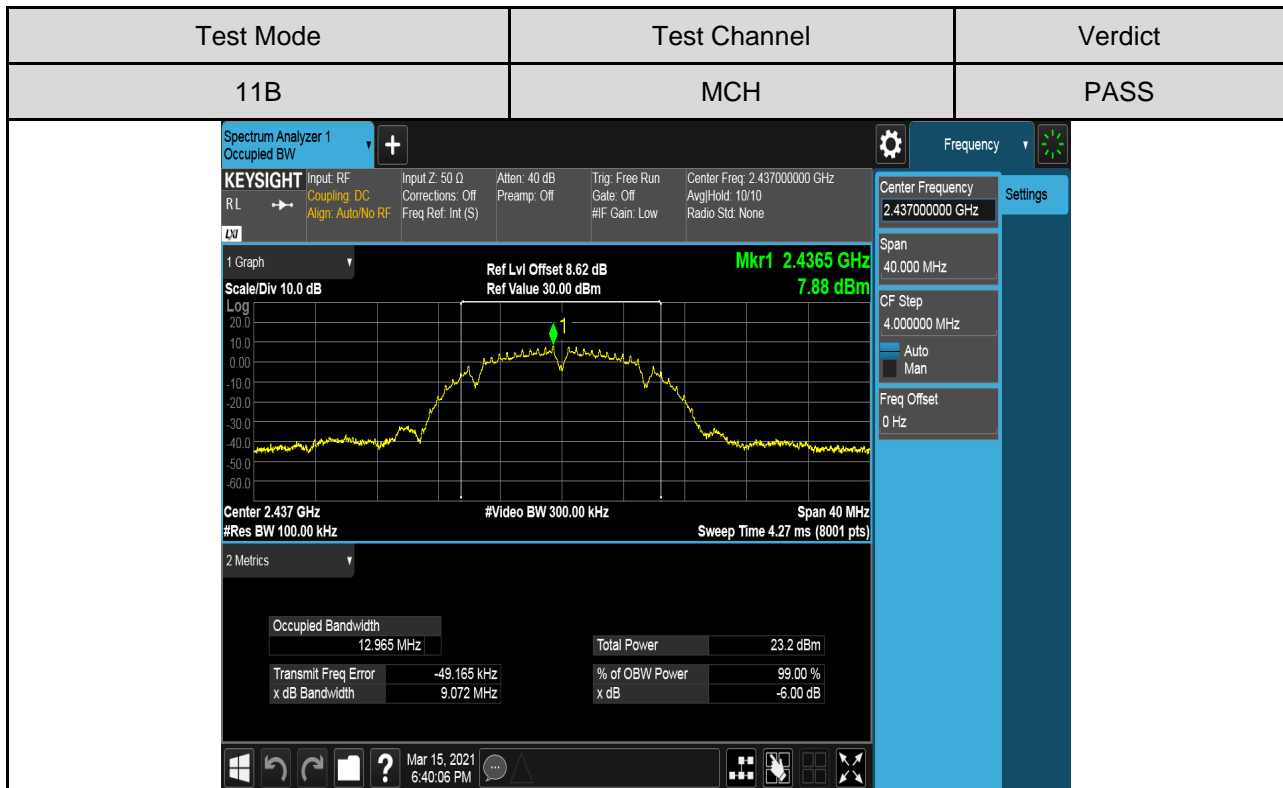 Test Mode Test Channel Verdict
11B MCH PASS
Spectrum Analyzer 1
Occupied BW
Frequency
KEYSIGHT Input: RF Input Z: 50 Ω Atten: 40 dB Trig: Free Run Center Freq: 2.437000000 GHz
RL Coupling: DC Corrections: Off Preamp: Off Gate: Off Avg|Hold: 10/10
Align: Auto/No RF Freq Ref: Int (S) #IF Gain: Low Radio Std: None
LXI
Center Frequency
2.437000000 GHz
Settings
Span
40.000 MHz
CF Step
4.000000 MHz
Auto
Man
Freq Offset
0 Hz
1 Graph Ref Lvl Offset 8.62 dB Mkr1 2.4365 GHz
Scale/Div 10.0 dB Ref Value 30.00 dBm 7.88 dBm
Log
20.0
1
10.0
0.00
-10.0
-20.0
-30.0
-40.0
-50.0
-60.0
Center 2.437 GHz #Video BW 300.00 kHz Span 40 MHz
#Res BW 100.00 kHz Sweep Time 4.27 ms (8001 pts)
2 Metrics
Occupied Bandwidth
12.965 MHz Total Power 23.2 dBm
Transmit Freq Error -49.165 kHz % of OBW Power 99.00 %
x dB Bandwidth 9.072 MHz x dB -6.00 dB
Mar 15, 2021
6:40:06 PM